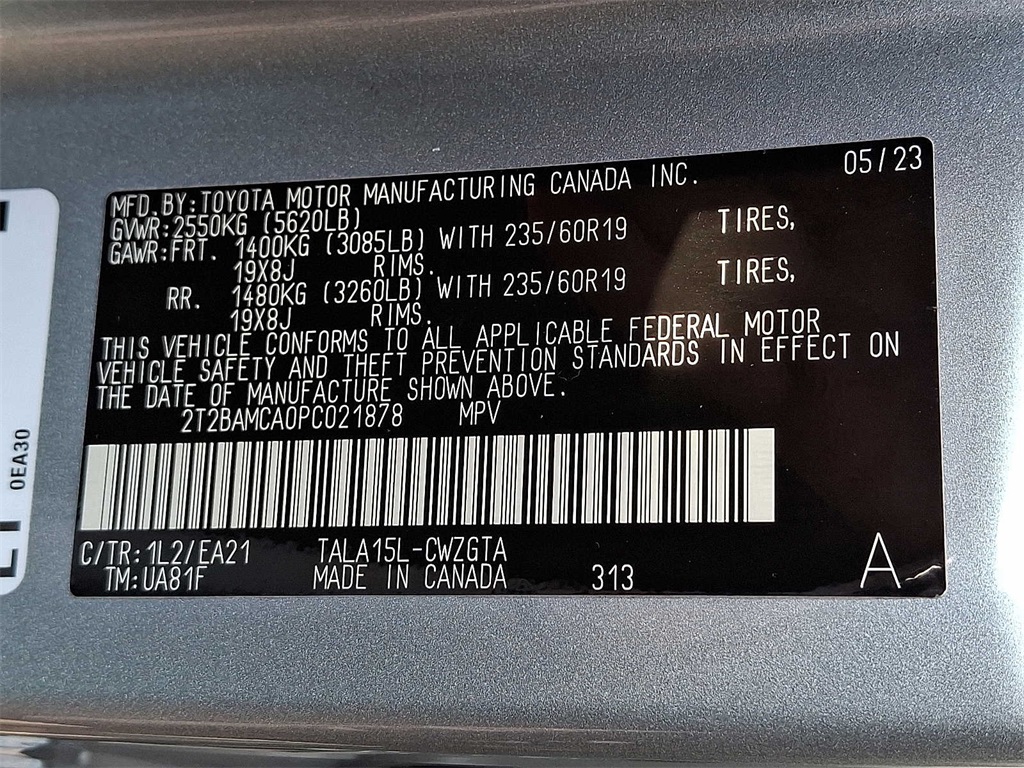 05/23
MFD.BY:TOYOTA MOTOR MANUFACTURING CANADA INC.
GVWR:2550KG (5620LB)
GAWR:FRT. 1400KG (3085LB) WITH 235/60R19 TIRES,
19X8J RIMS.
RR. 1480KG (3260LB) WITH 235/60R19 TIRES,
19X8J RIMS.
THIS VEHICLE CONFORMS TO ALL APPLICABLE FEDERAL MOTOR
VEHICLE SAFETY AND THEFT PREVENTION STANDARDS IN EFFECT ON
THE DATE OF MANUFACTURE SHOWN ABOVE.
2T2BAMCA0PC021878 MPV
C/TR:1L2/EA21 TALA15L-CWZGTA
TM:UA81F MADE IN CANADA 313 A
0EA30